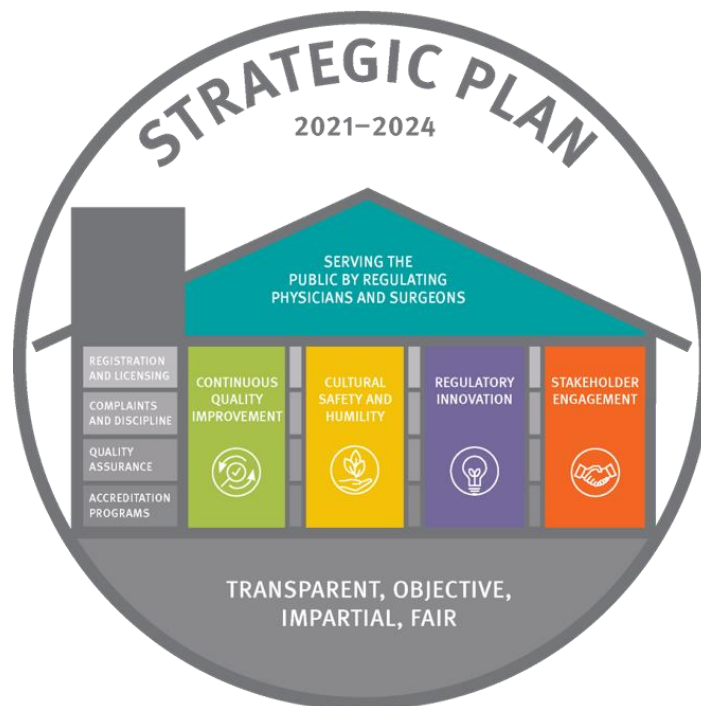 STRATEGIC PLAN
2021–2024
SERVING THE
PUBLIC BY REGULATING
PHYSICIANS AND SURGEONS
REGISTRATION
AND LICENSING
COMPLAINTS
AND DISCIPLINE
QUALITY
ASSURANCE
ACCREDITATION
PROGRAMS
CONTINUOUS
QUALITY
IMPROVEMENT
CULTURAL
SAFETY AND
HUMILITY
REGULATORY
INNOVATION
STAKEHOLDER
ENGAGEMENT
TRANSPARENT, OBJECTIVE,
IMPARTIAL, FAIR